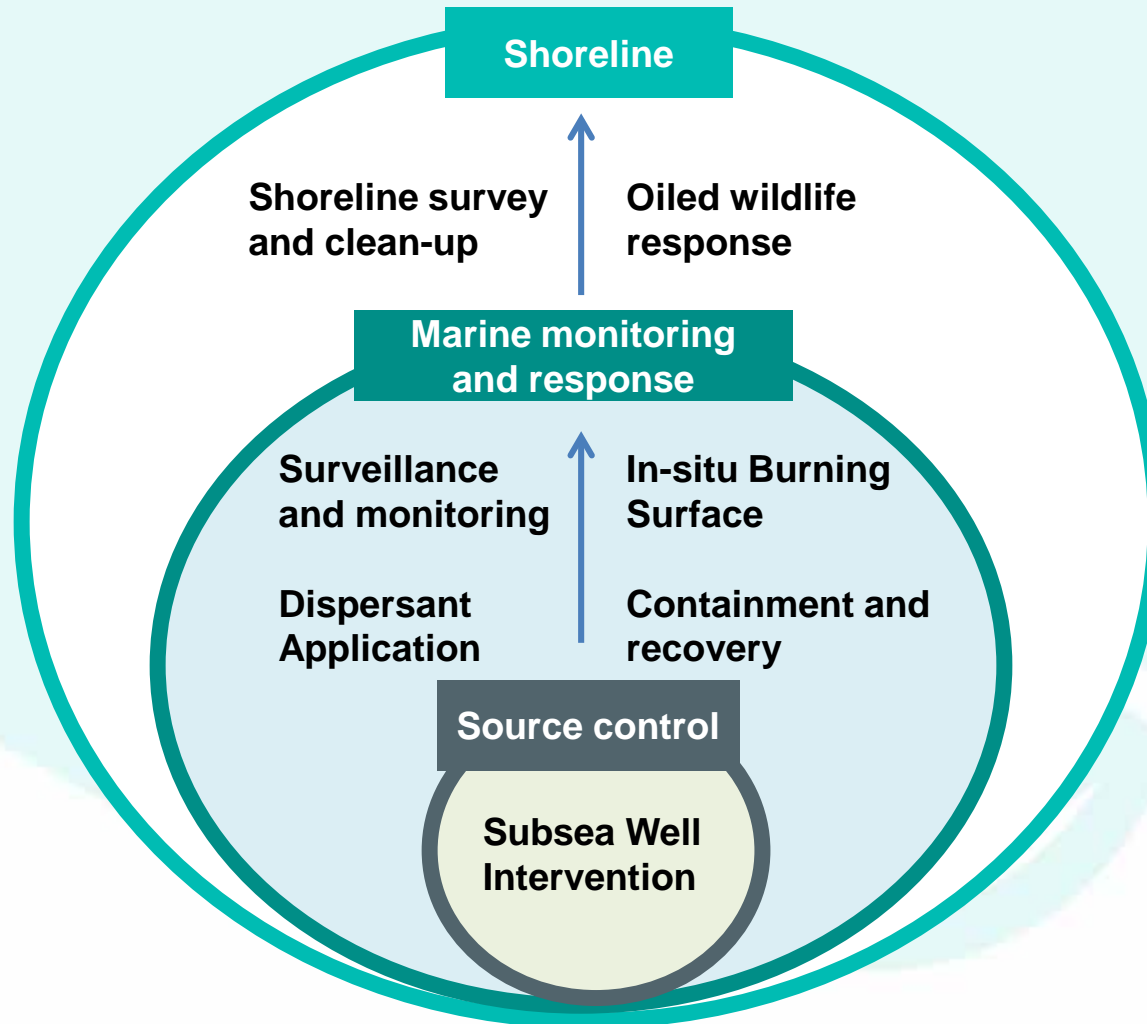 Shoreline
Shoreline survey
and clean-up
Oiled wildlife
response
Marine monitoring
and response
Surveillance
and monitoring
In-situ Burning
Surface
Dispersant
Application
Containment and
recovery
Source control
Subsea Well
Intervention